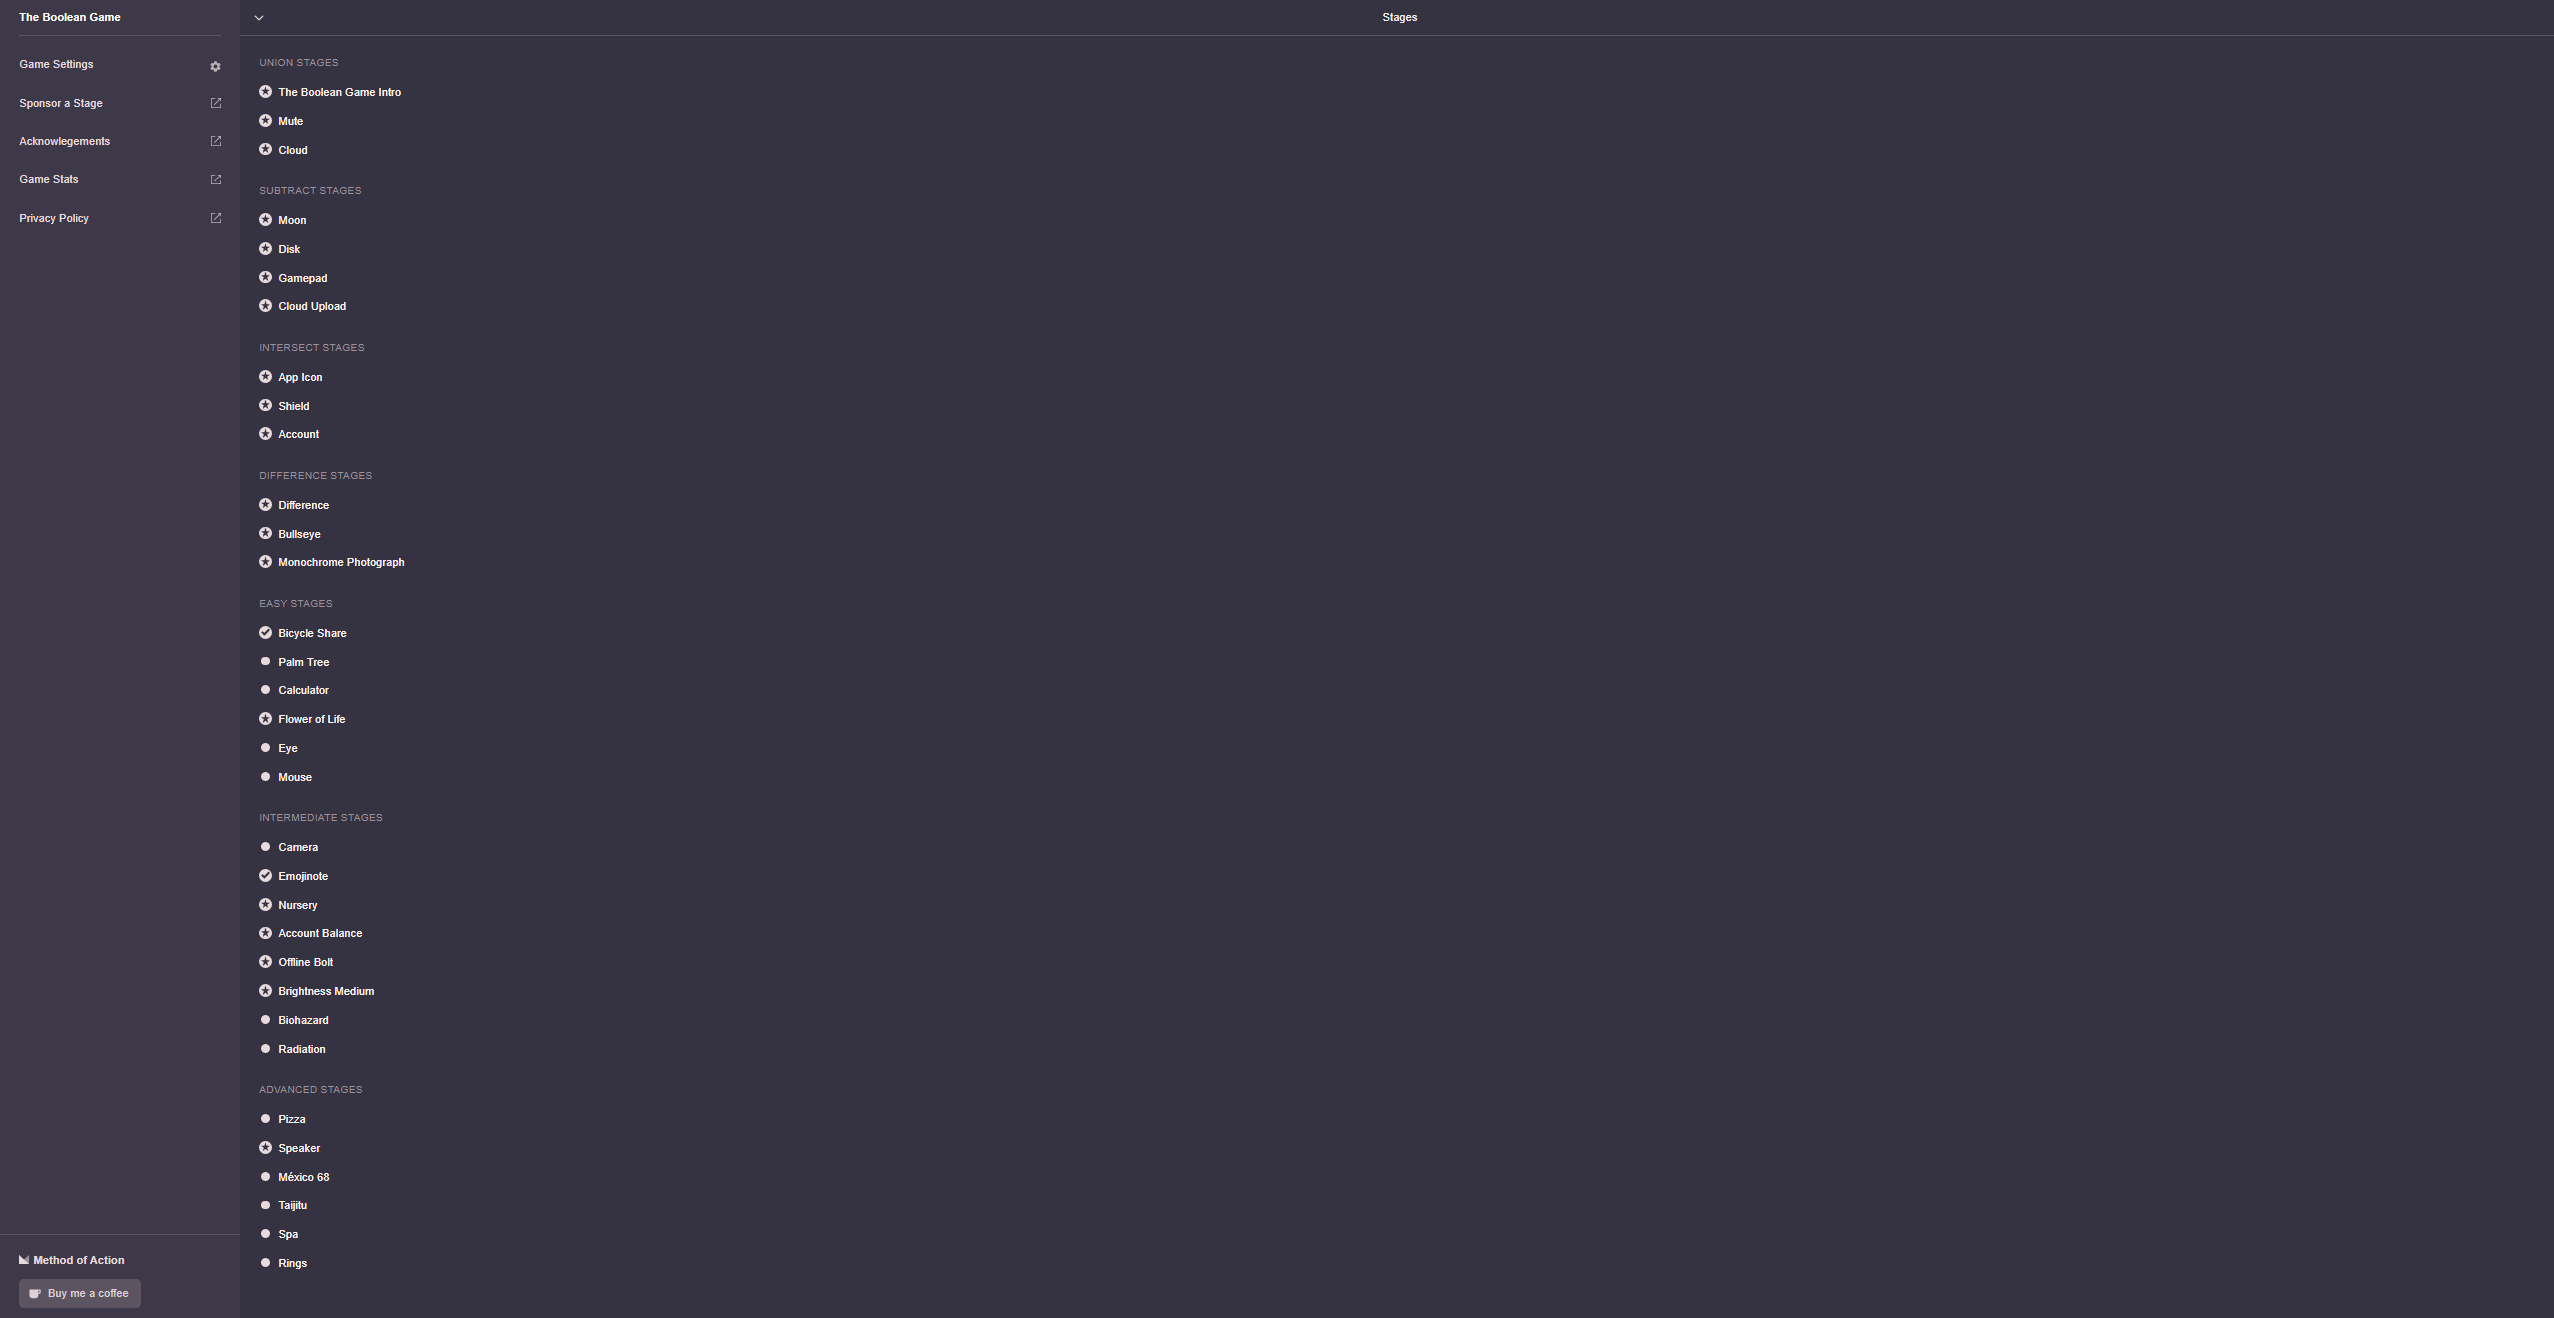 The Boolean Game
Game Settings
Sponsor a Stage
Acknowlegements
Game Stats
Privacy Policy
Method of Action
Buy me a coffee
Stages
UNION STAGES
The Boolean Game Intro
Mute
Cloud
SUBTRACT STAGES
Moon
Disk
Gamepad
Cloud Upload
INTERSECT STAGES
App Icon
Shield
Account
DIFFERENCE STAGES
Difference
Bullseye
Monochrome Photograph
EASY STAGES
Bicycle Share
Palm Tree
Calculator
Flower of Life
Eye
Mouse
INTERMEDIATE STAGES
Camera
Emojinote
Nursery
Account Balance
Offline Bolt
Brightness Medium
Biohazard
Radiation
ADVANCED STAGES
Pizza
Speaker
México 68
Taijitu
Spa
Rings